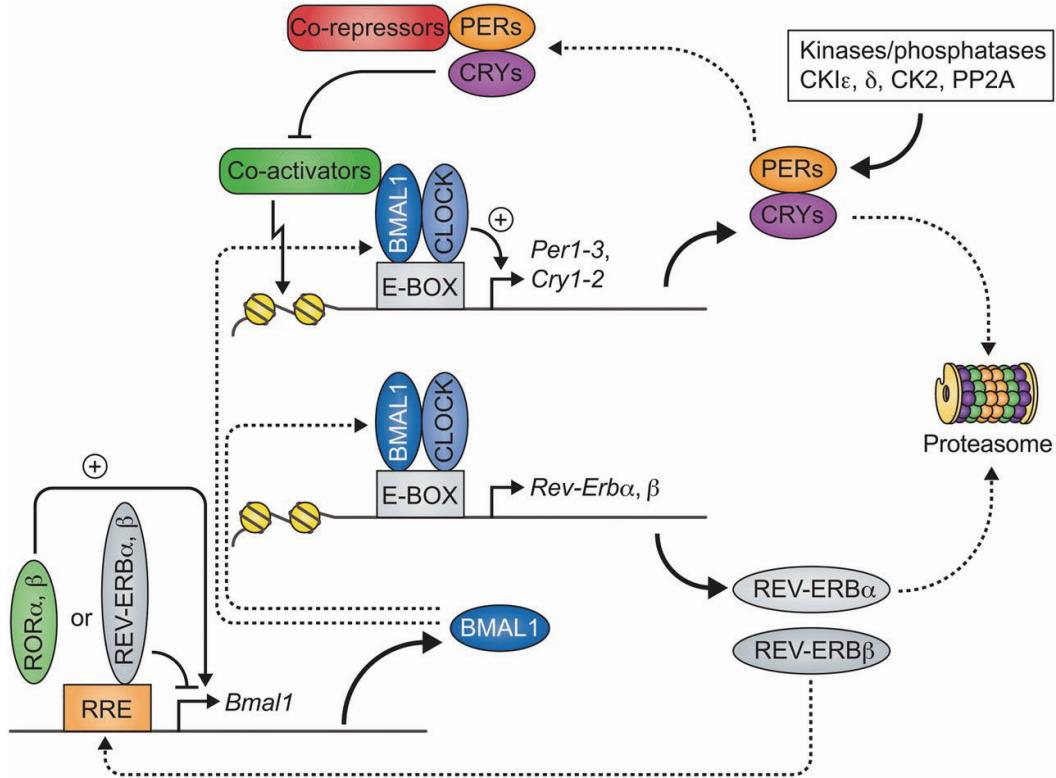 Co-repressors
PERs
CRYs
Kinases/phosphatases
CKIε, δ, CK2, PP2A
Co-activators
BMAL1
CLOCK
E-BOX
+
Per1-3,
Cry1-2
PERs
CRYs
Proteasome
BMAL1
CLOCK
E-BOX
Rev-Erbα, β
+
RORα, β
or
REV-ERBα, β
RRE
Bmal1
BMAL1
REV-ERBα
REV-ERBβ